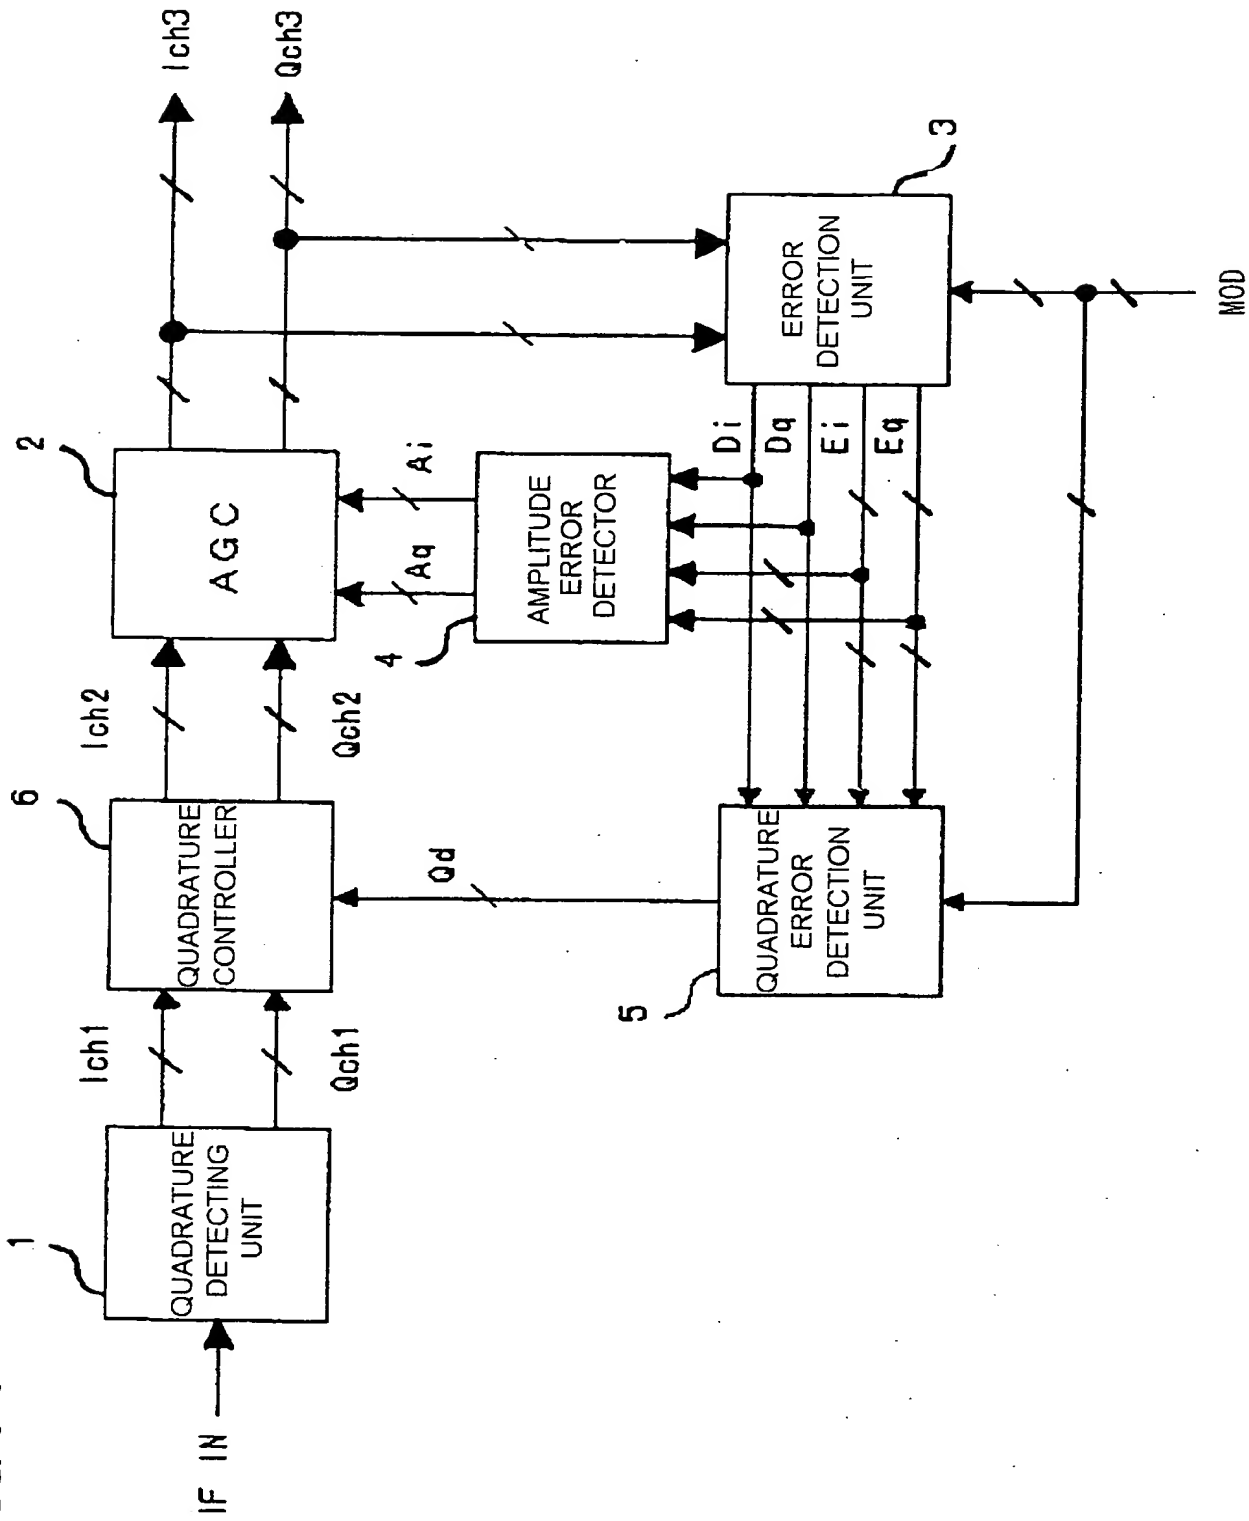 IF IN
1
QUADRATURE
DETECTING
UNIT
Ich1
Qch1
6
QUADRATURE
CONTROLLER
Ich2
Qch2
2
AGC
Ich3
Qch3
Qd
Aq
Ai
4
AMPLITUDE
ERROR
DETECTOR
5
QUADRATURE
ERROR
DETECTION
UNIT
Di
Dq
Ei
Eq
3
ERROR
DETECTION
UNIT
MOD